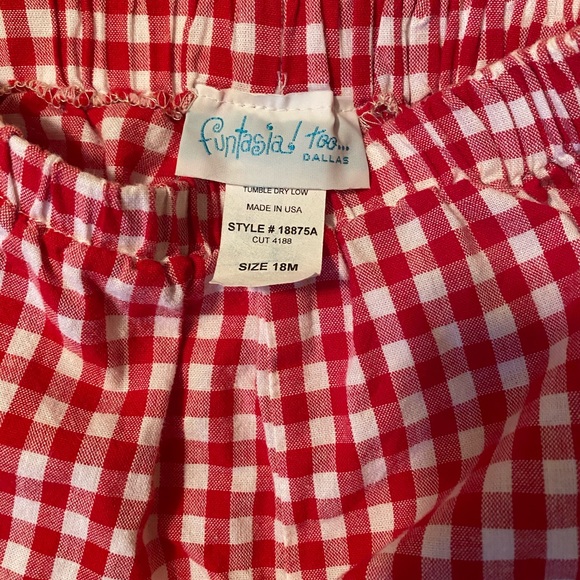 funtasia! too...
DALLAS
TUMBLE DRY LOW
MADE IN USA
STYLE # 18875A
CUT 4188
SIZE 18M